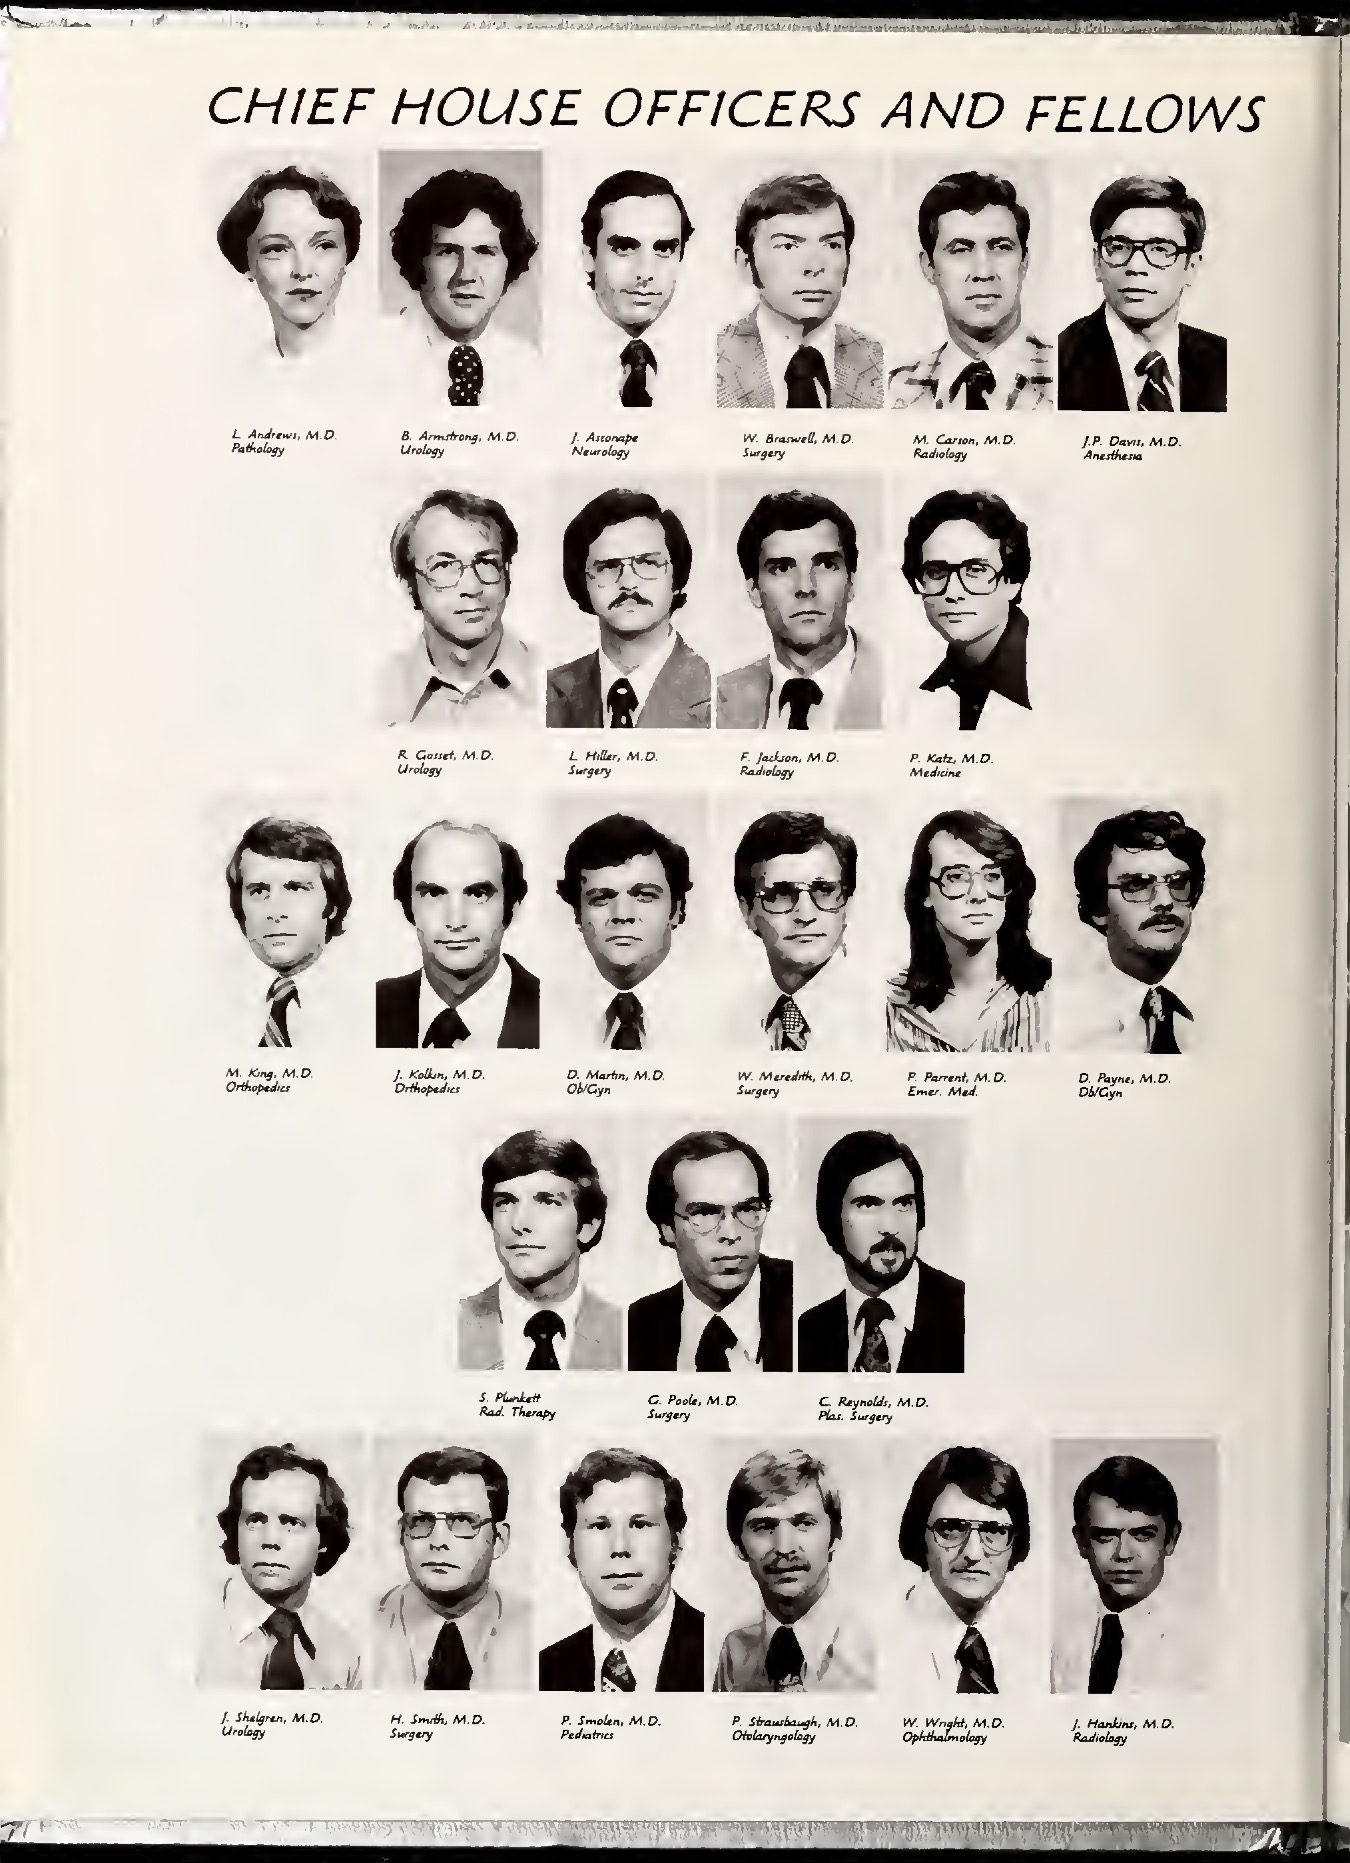 CHIEF HOUSE OFFICERS AND FELLOWS
L. Andrews, M.D.
Pathology
B. Armstrong, M.D.
Urology
J. Asconape
Neurology
W. Braswell, M.D.
Surgery
M. Carson, M.D.
Radiology
J.P. Davis, M.D.
Anesthesia
R. Gosset, M.D.
Urology
L. Hiller, M.D.
Surgery
F. Jackson, M.D.
Radiology
P. Katz, M.D.
Medicine
M. King, M.D.
Orthopedics
J. Kolkin, M.D.
Orthopedics
D. Martin, M.D.
Ob/Gyn
W. Meredith, M.D.
Surgery
P. Parrent, M.D.
Emer. Med.
D. Payne, M.D.
Ob/Gyn
S. Plunkett
Rad. Therapy
G. Poole, M.D.
Surgery
C. Reynolds, M.D.
Plas. Surgery
J. Shelgren, M.D.
Urology
H. Smith, M.D.
Surgery
P. Smolen, M.D.
Pediatrics
P. Strausbaugh, M.D.
Otolaryngology
W. Wright, M.D.
Ophthalmology
J. Hankins, M.D.
Radiology